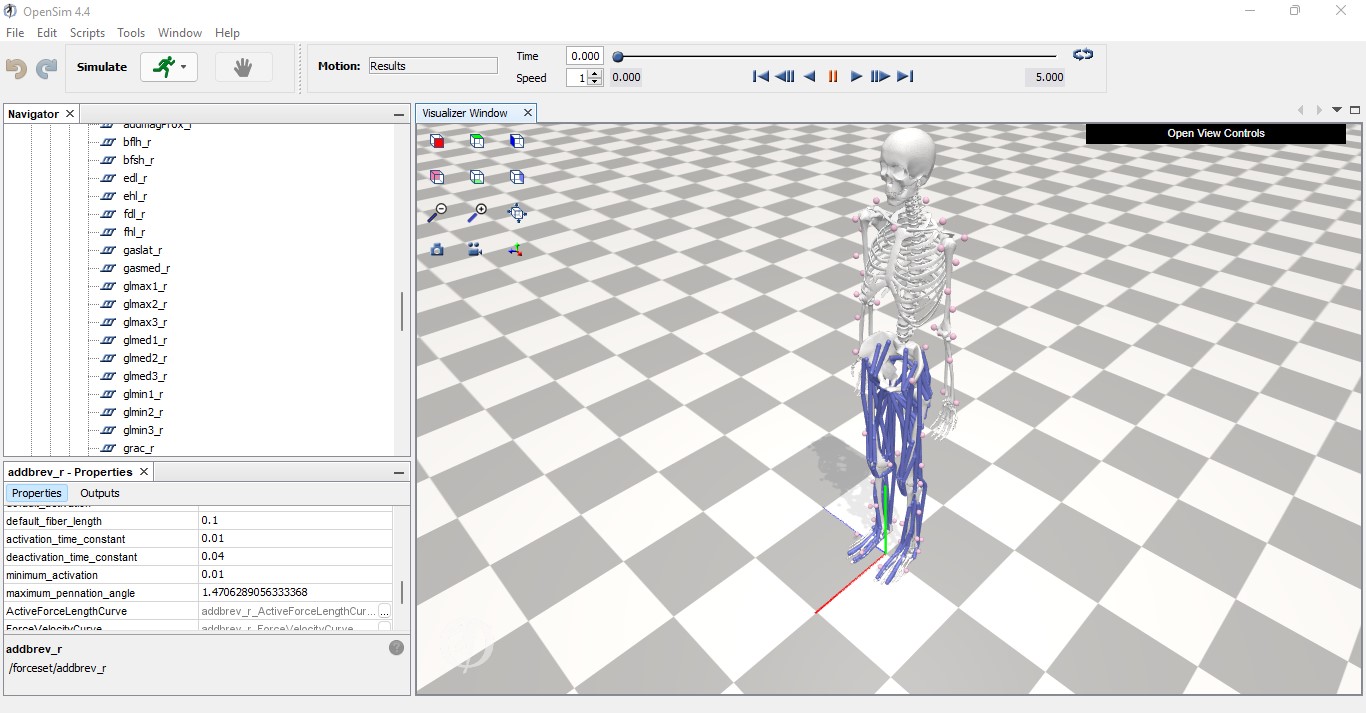 OpenSim 4.4
File Edit Scripts Tools Window Help
Simulate
Motion: Results
Time 0.000
Speed 1 0.000 5.000
Navigator
Visualizer Window
Open View Controls
addmagProx_r
bflh_r
bfsh_r
edl_r
ehl_r
fdl_r
fhl_r
gaslat_r
gasmed_r
glmax1_r
glmax2_r
glmax3_r
glmed1_r
glmed2_r
glmed3_r
glmin1_r
glmin2_r
glmin3_r
grac_r
addbrev_r - Properties
Properties Outputs
default_activation
default_fiber_length 0.1
activation_time_constant 0.01
deactivation_time_constant 0.04
minimum_activation 0.01
maximum_pennation_angle 1.4706289056333368
ActiveForceLengthCurve addbrev_r_ActiveForceLengthCur... ...
ForceVelocityCurve addbrev_r_ForceVelocityCurve
addbrev_r
/forceset/addbrev_r